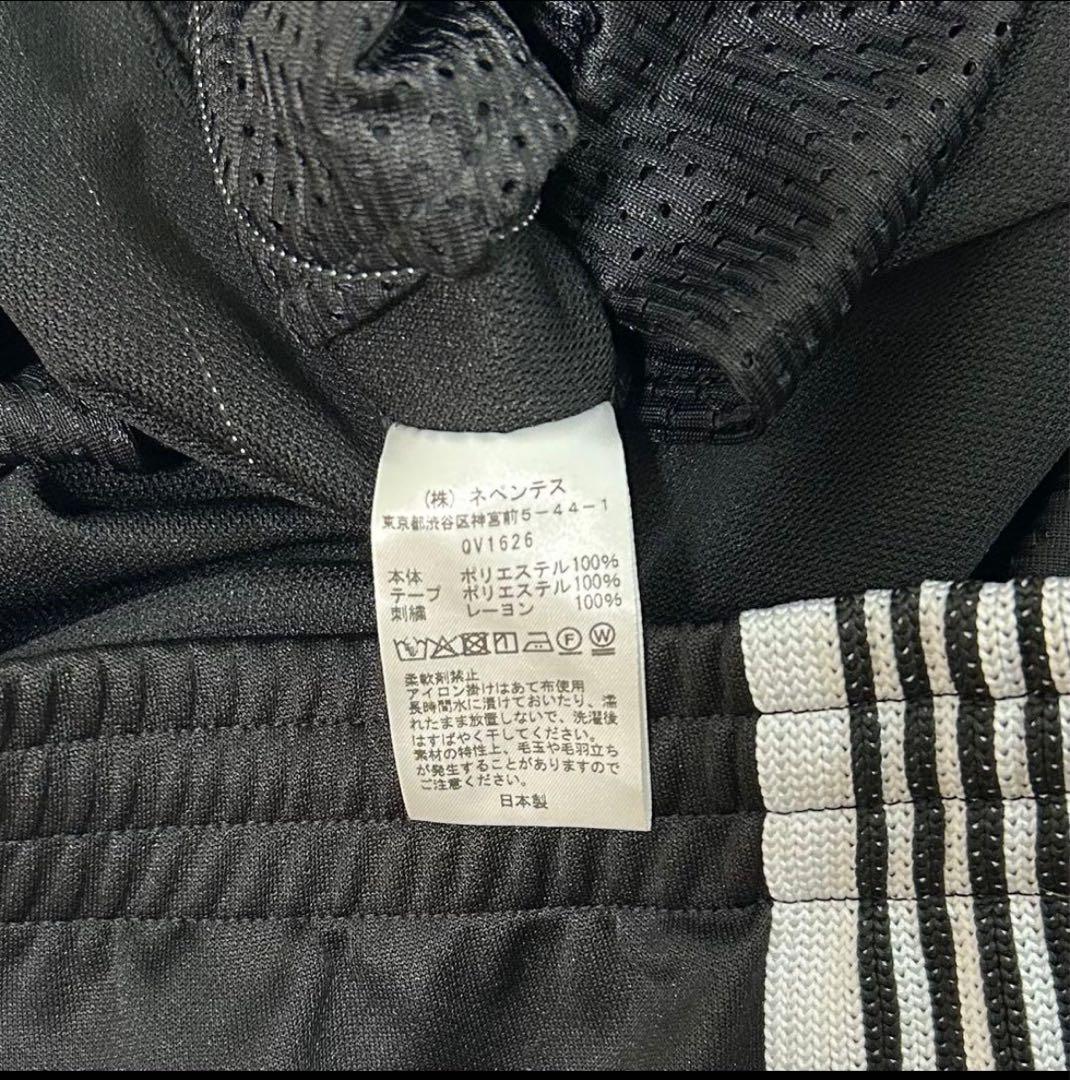 (株) ネペンテス
東京都渋谷区神宮前5-44-1
QV1626
本体 ポリエステル100%
テープ ポリエステル100%
刺繍 レーヨン 100%
柔軟剤禁止
アイロン掛けはあて布使用
長時間水に漬けておいたり、濡
れたまま放置しないで、洗濯後
はすばやく干してください。
素材の特性上、毛玉や毛羽立ち
が発生することがありますので
ご注意ください。
日本製